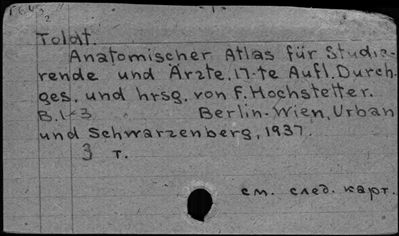 Toldt.
Anatomischer Atlas für Studie-
rende und Ärzte. 17-te Aufl. Durch-
ges. und hrsg. von F. Hochstetter.
B. 1-3 Berlin-Wien, Urban
und Schwarzenberg, 1937.
3 т.
см. след. карт.